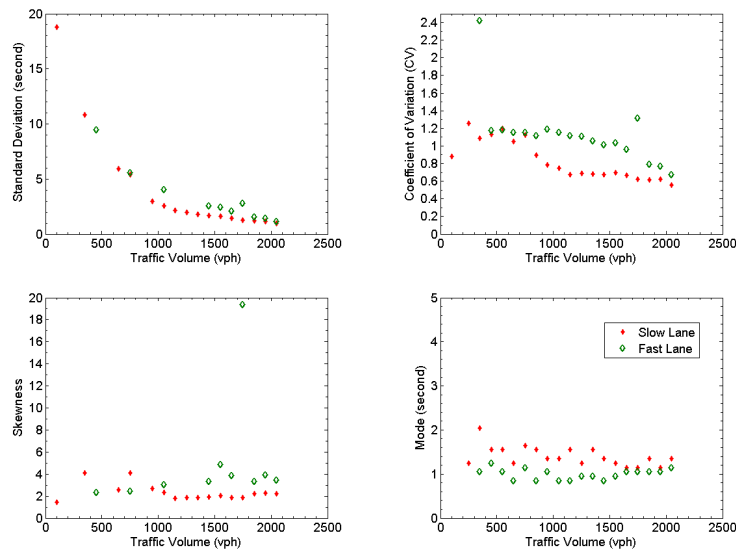 20
15
10
5
0
Standard Deviation (second)
0 500 1000 1500 2000 2500
Traffic Volume (vph)
2.4
2.2
2
1.8
1.6
1.4
1.2
1
0.8
0.6
0.4
0.2
0
Coefficient of Variation (CV)
0 500 1000 1500 2000 2500
Traffic Volume (vph)
20
18
16
14
12
10
8
6
4
2
0
Skewness
0 500 1000 1500 2000 2500
Traffic Volume (vph)
5
4
3
2
1
0
Mode (second)
Slow Lane
Fast Lane
0 500 1000 1500 2000 2500
Traffic Volume (vph)